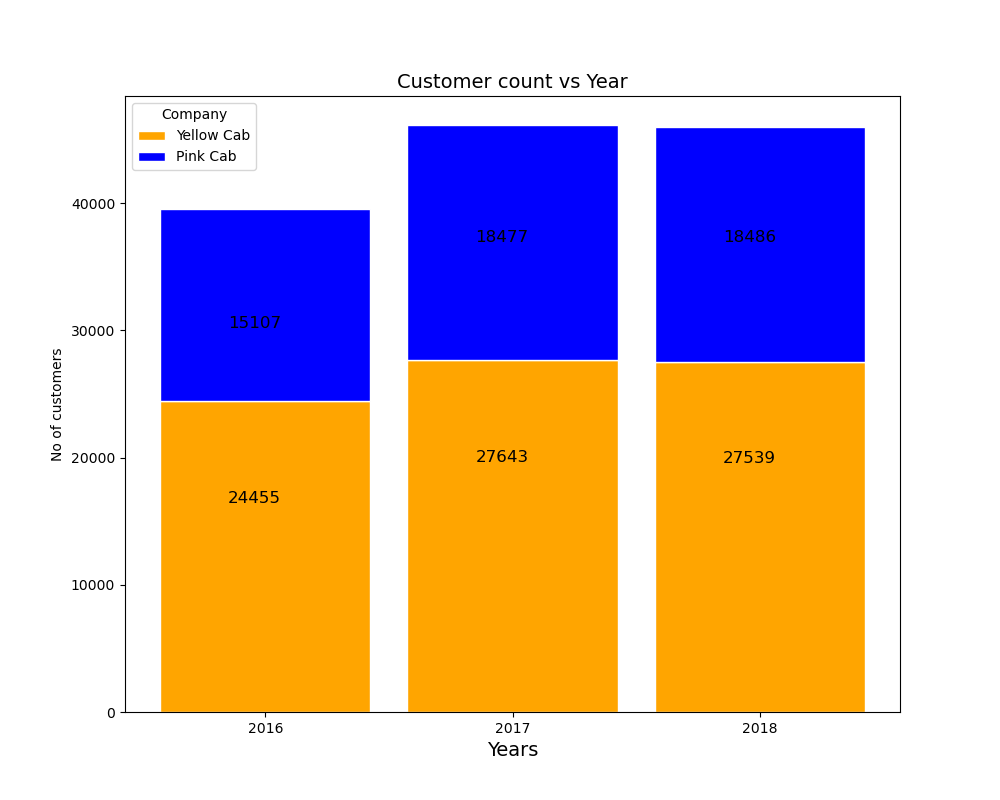 Customer count vs Year
Company
Yellow Cab
Pink Cab
No of customers
40000
30000
20000
10000
0
18477
18486
15107
27643
27539
24455
2016
2017
2018
Years